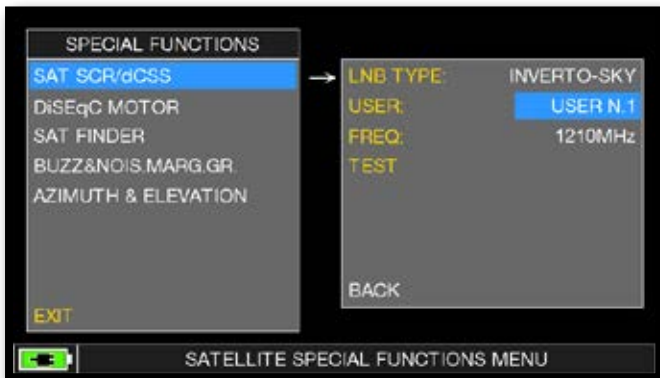 SPECIAL FUNCTIONS
SAT SCR/dCSS
DiSEqC MOTOR
SAT FINDER
BUZZ&NOIS.MARG.GR.
AZIMUTH & ELEVATION
EXIT
→ LNB TYPE: INVERTO-SKY
USER: USER N.1
FREQ: 1210MHz
TEST
BACK
SATELLITE SPECIAL FUNCTIONS MENU